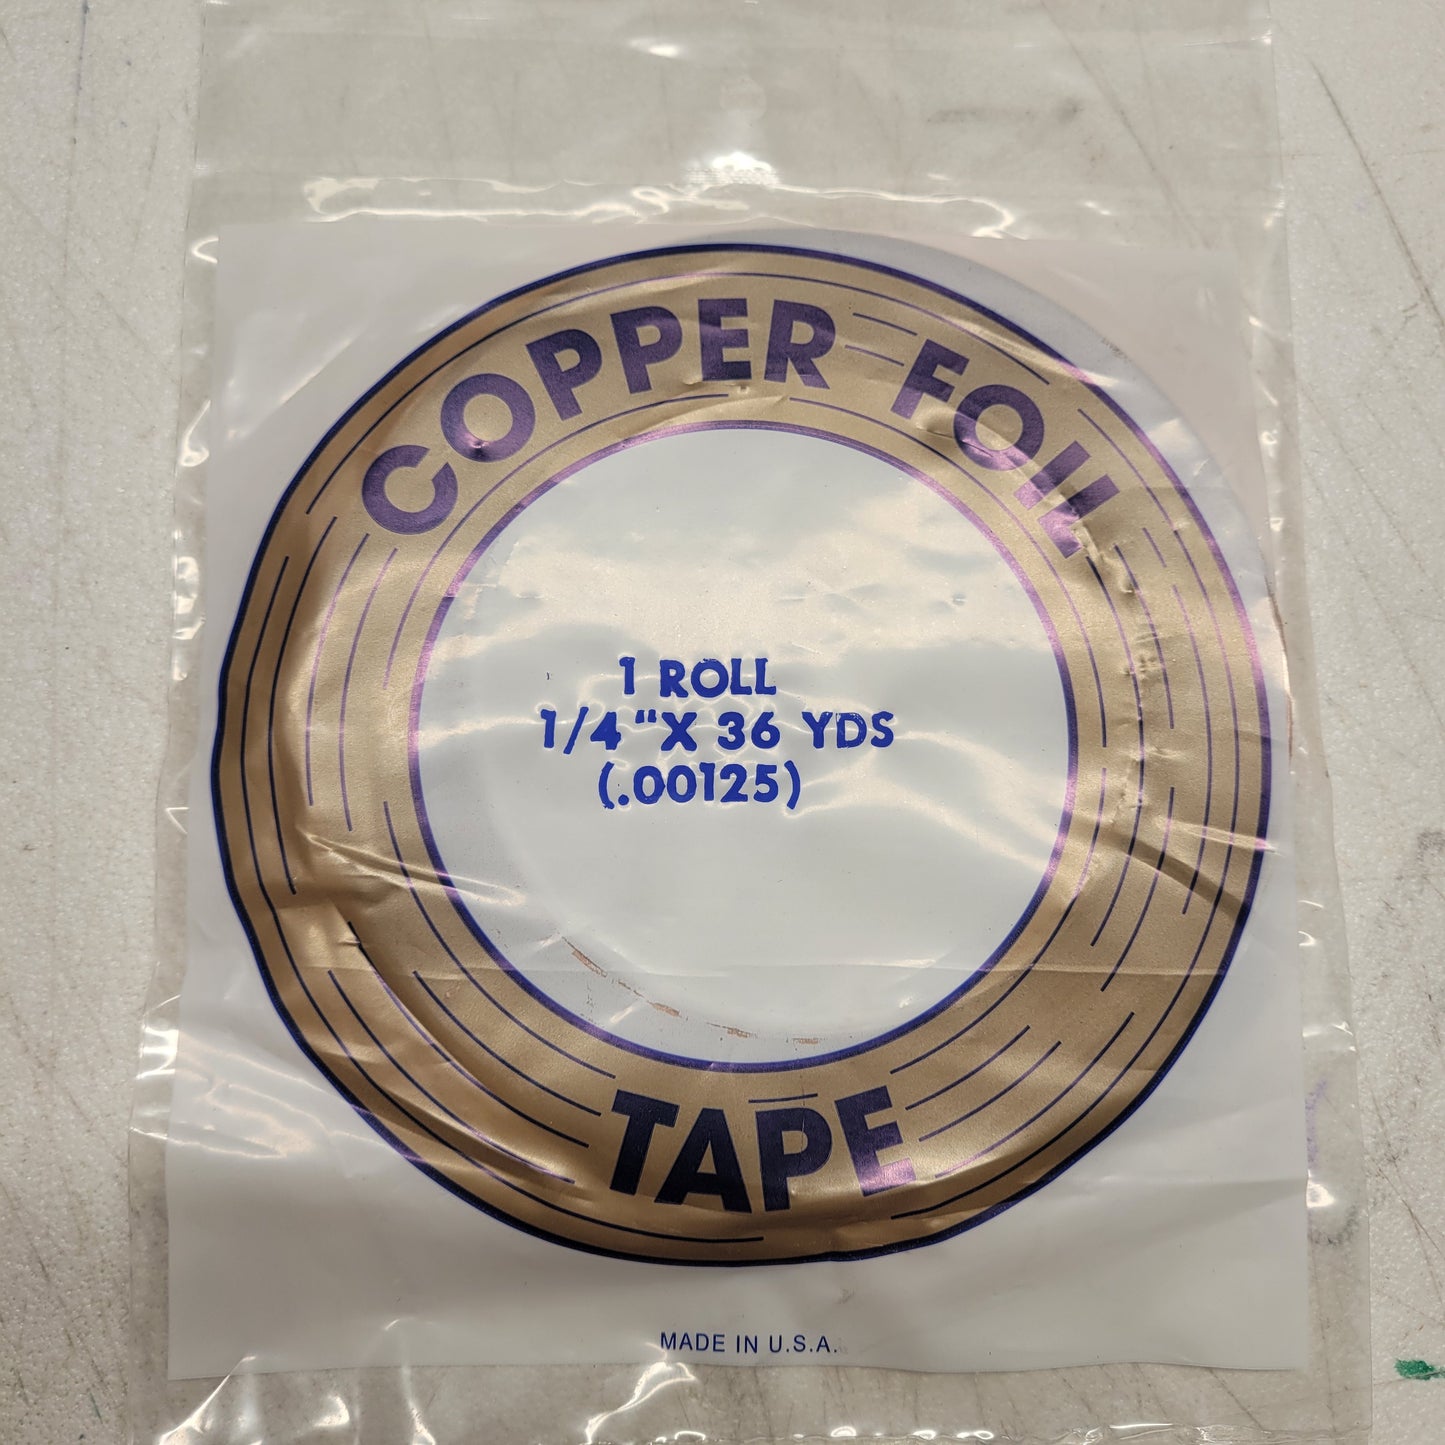 COPPER FOIL
1 ROLL
1/4 "X 36 YDS
(.00125)
TAPE
MADE IN U.S.A.